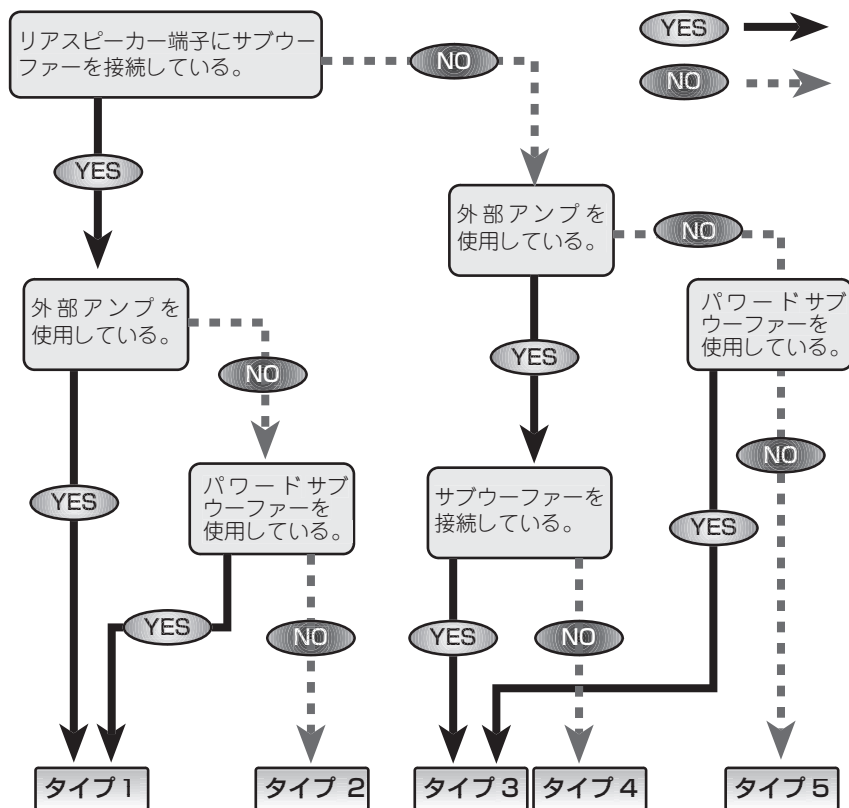 リアスピーカー端子にサブウー
ファーを接続している。
NO
YES
NO
YES
外部アンプを
使用している。
NO
外部アンプを
使用している。
パワードサブ
ウーファーを
使用している。
YES
NO
NO
パワードサブ
ウーファーを
使用している。
サブウーファーを
接続している。
YES
YES
YES
NO
YES
NO
タイプ1
タイプ 2
タイプ 3
タイプ 4
タイプ 5